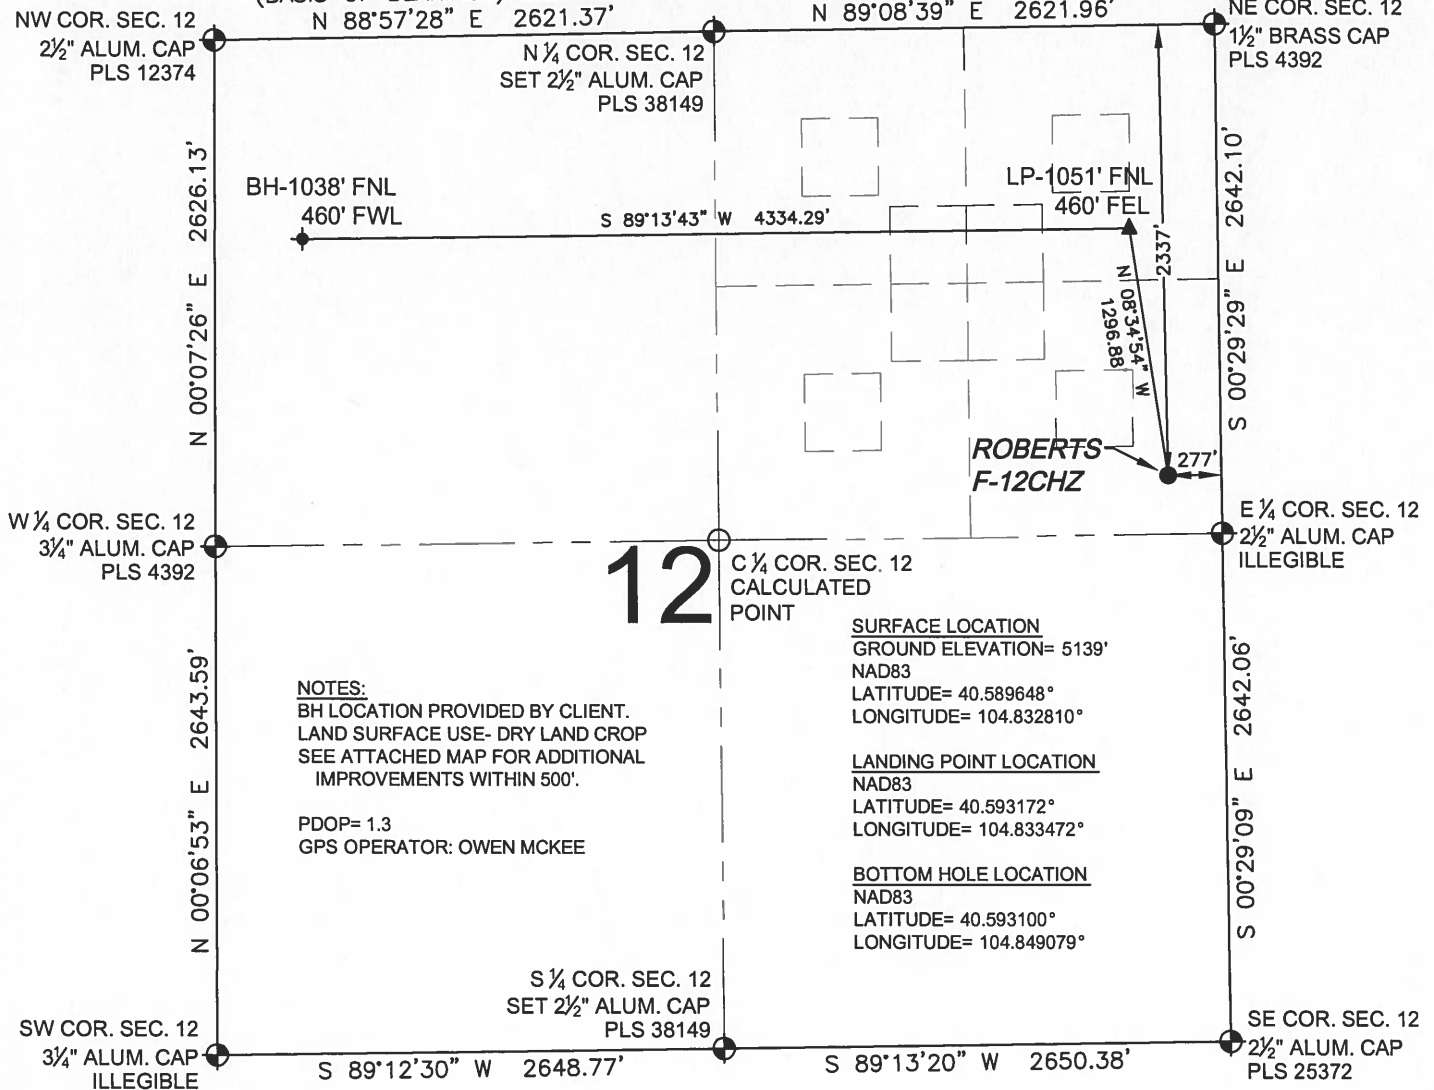 NW COR. SEC. 12
2½" ALUM. CAP
PLS 12374
N 88°57'28" E 2621.37'
N ¼ COR. SEC. 12
SET 2½" ALUM. CAP
PLS 38149
N 89°08'39" E 2621.96'
NE COR. SEC. 12
1½" BRASS CAP
PLS 4392
N 00°07'26" E 2626.13'
BH-1038' FNL
460' FWL
S 89°13'43" W 4334.29'
LP-1051' FNL
460' FEL
2337'
N 08°34'54" W
1296.88'
S 00°29'29" E 2642.10'
ROBERTS
F-12CHZ
277'
W ¼ COR. SEC. 12
3¼" ALUM. CAP
PLS 4392
12
C ¼ COR. SEC. 12
CALCULATED
POINT
E ¼ COR. SEC. 12
2½" ALUM. CAP
ILLEGIBLE
N 00°06'53" E 2643.59'
NOTES:
BH LOCATION PROVIDED BY CLIENT.
LAND SURFACE USE- DRY LAND CROP
SEE ATTACHED MAP FOR ADDITIONAL
IMPROVEMENTS WITHIN 500'.
PDOP= 1.3
GPS OPERATOR: OWEN MCKEE
SURFACE LOCATION
GROUND ELEVATION= 5139'
NAD83
LATITUDE= 40.589648°
LONGITUDE= 104.832810°
LANDING POINT LOCATION
NAD83
LATITUDE= 40.593172°
LONGITUDE= 104.833472°
BOTTOM HOLE LOCATION
NAD83
LATITUDE= 40.593100°
LONGITUDE= 104.849079°
S 00°29'09" E 2642.06'
SW COR. SEC. 12
3¼" ALUM. CAP
ILLEGIBLE
S 89°12'30" W 2648.77'
S ¼ COR. SEC. 12
SET 2½" ALUM. CAP
PLS 38149
S 89°13'20" W 2650.38'
SE COR. SEC. 12
2½" ALUM. CAP
PLS 25372